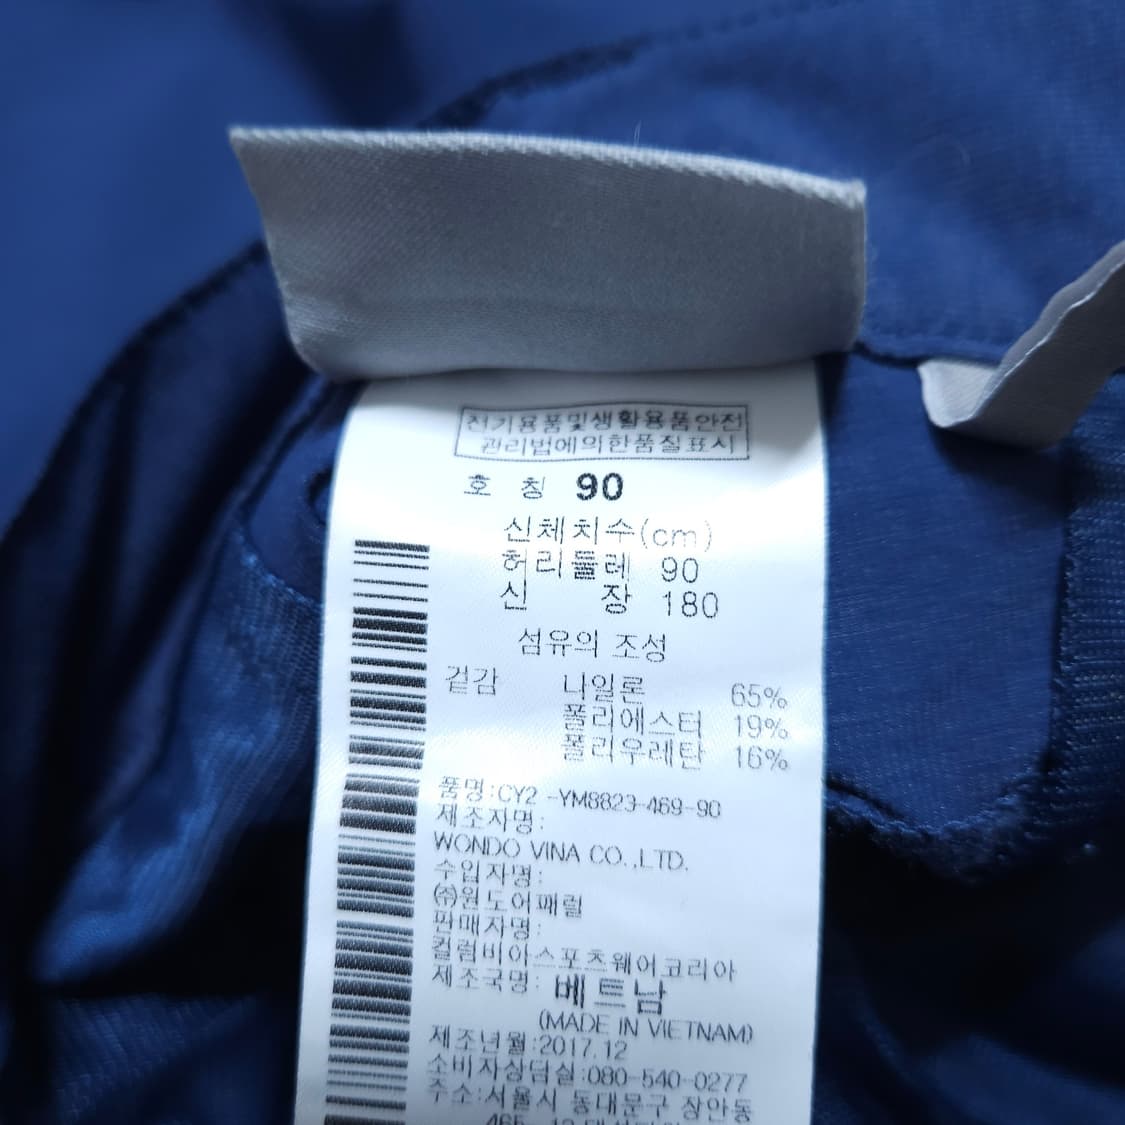 전기용품및생활용품안전
관리법에의한품질표시
호 칭 90
신체치수(cm)
허리둘레 90
신 장 180
섬유의 조성
겉감 나일론 65%
폴리에스터 19%
폴리우레탄 16%
품명:CY2 -YM8823-469-90
제조자명:
WONDO VINA CO.,LTD.
수입자명:
㈜원도어패럴
판매자명:
컬럼비아스포츠웨어코리아
제조국명: 베트남
(MADE IN VIETNAM)
제조년월:2017.12
소비자상담실:080-540-0277
주소:서울시 동대문구 장안동